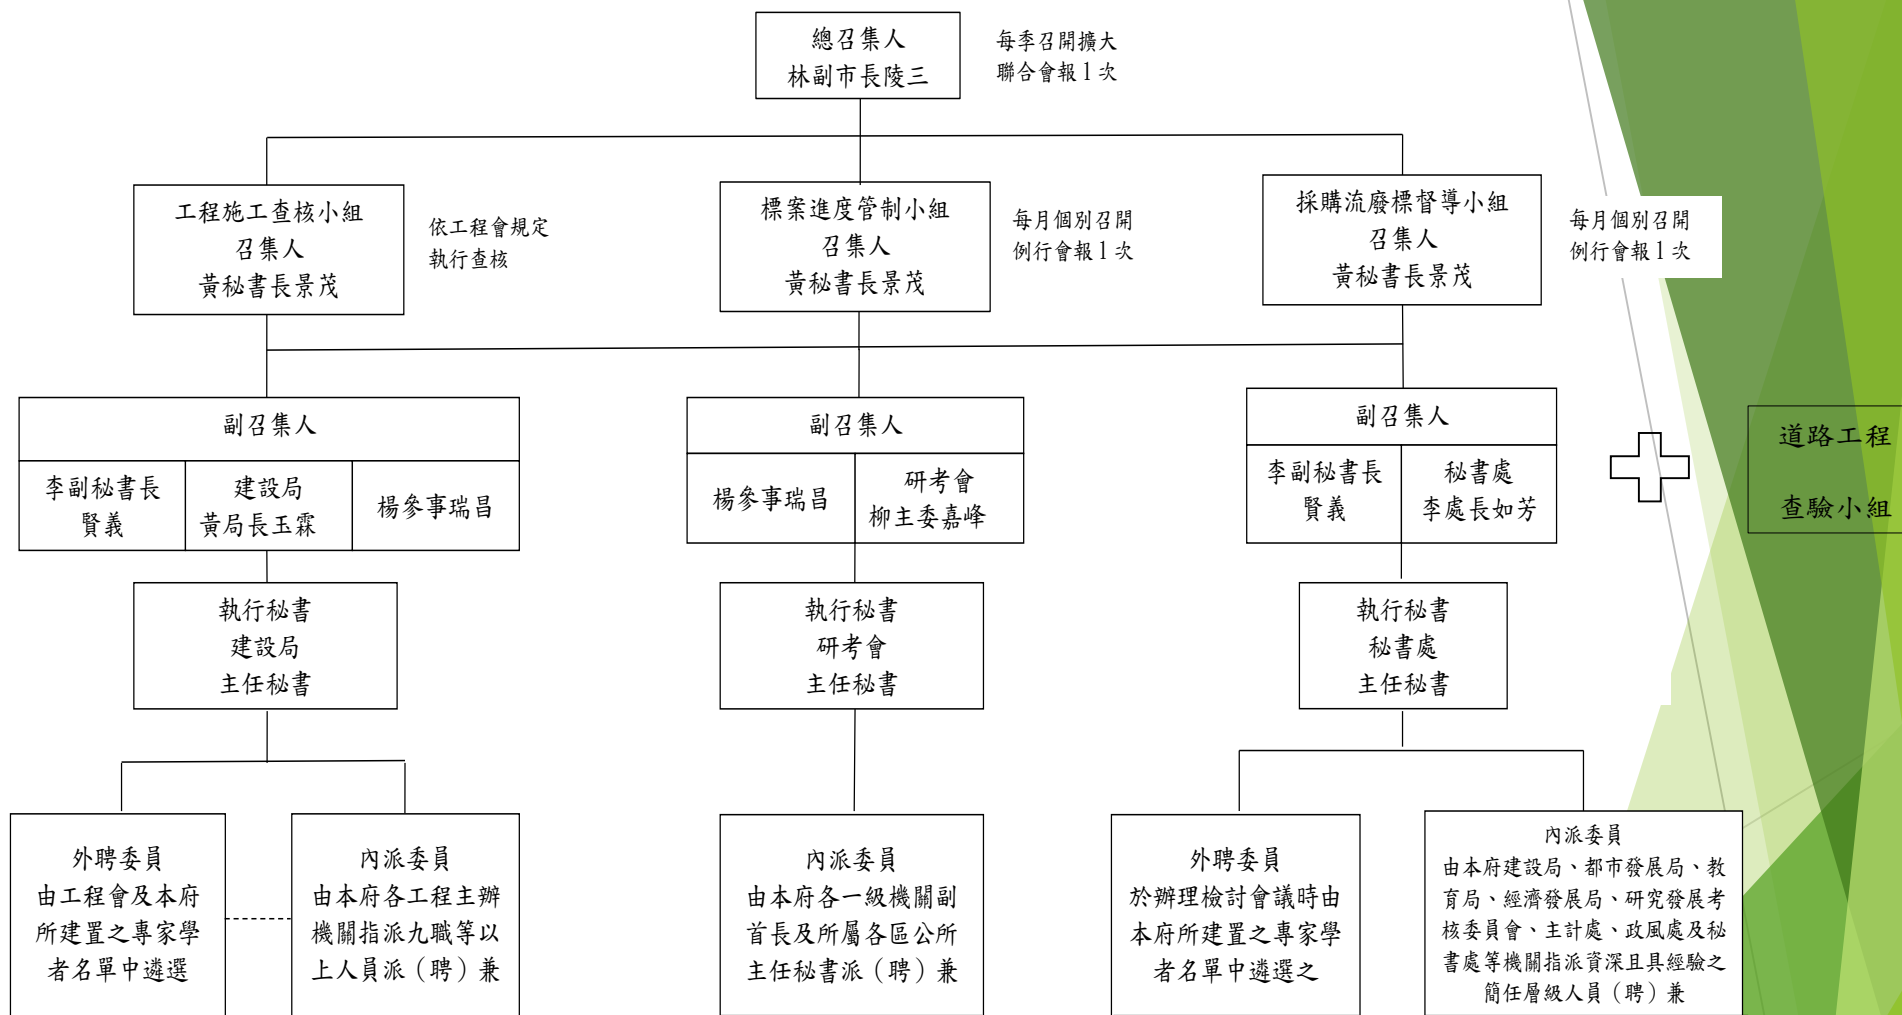 總召集人
林副市長陵三
每季召開擴大
聯合會報1次
工程施工查核小組
召集人
黃秘書長景茂
依工程會規定
執行查核
標案進度管制小組
召集人
黃秘書長景茂
每月個別召開
例行會報1次
採購流廢標督導小組
召集人
黃秘書長景茂
每月個別召開
例行會報1次
副召集人
李副秘書長
賢義
建設局
黃局長玉霖
楊參事瑞昌
副召集人
楊參事瑞昌
研考會
柳主委嘉峰
副召集人
李副秘書長
賢義
秘書處
李處長如芳
道路工程
查驗小組
執行秘書
建設局
主任秘書
執行秘書
研考會
主任秘書
執行秘書
秘書處
主任秘書
外聘委員
由工程會及本府
所建置之專家學
者名單中遴選
內派委員
由本府各工程主辦
機關指派九職等以
上人員派（聘）兼
內派委員
由本府各一級機關副
首長及所屬各區公所
主任秘書派（聘）兼
外聘委員
於辦理檢討會議時由
本府所建置之專家學
者名單中遴選之
內派委員
由本府建設局、都市發展局、教
育局、經濟發展局、研究發展考
核委員會、主計處、政風處及秘
書處等機關指派資深且具經驗之
簡任層級人員（聘）兼